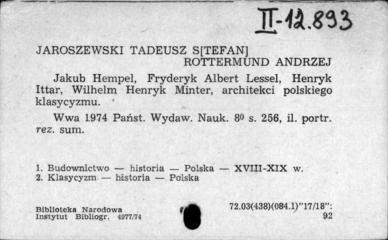 II-12.893
JAROSZEWSKI TADEUSZ S[TEFAN]
ROTTERMUND ANDRZEJ
Jakub Hempel, Fryderyk Albert Lessel, Henryk
Ittar, Wilhelm Henryk Minter, architekci polskiego
klasycyzmu.
Wwa 1974 Państ. Wydaw. Nauk. 8⁰ s. 256, il. portr.
rez. sum.
1. Budownictwo — historia — Polska — XVIII-XIX w.
2. Klasycyzm — historia — Polska
72.03(438)(084.1)"17/18":
92
Biblioteka Narodowa
Instytut Bibliogr. 4977/74